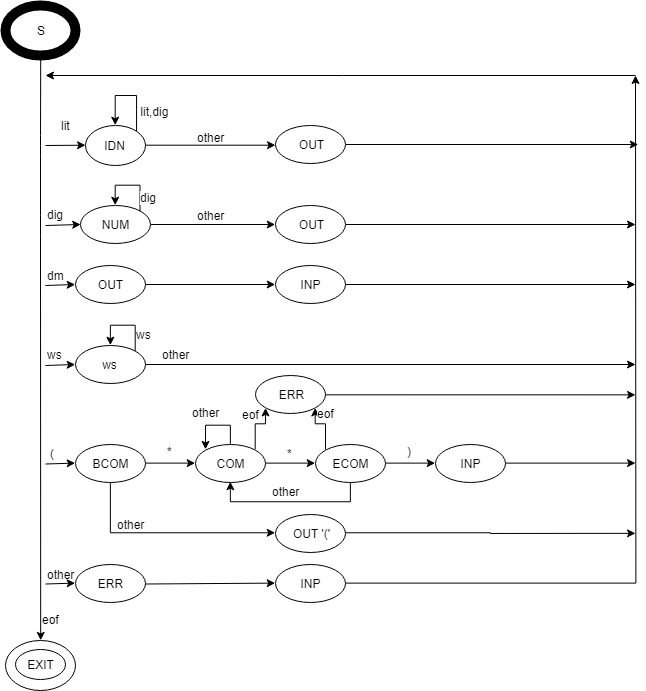 S
lit
lit,dig
IDN
other
OUT
dig
dig
NUM
other
OUT
dm
OUT
INP
ws
ws
ws
other
ERR
other
eof
eof
(
BCOM
*
COM
*
ECOM
)
INP
other
other
OUT '('
other
ERR
INP
eof
EXIT